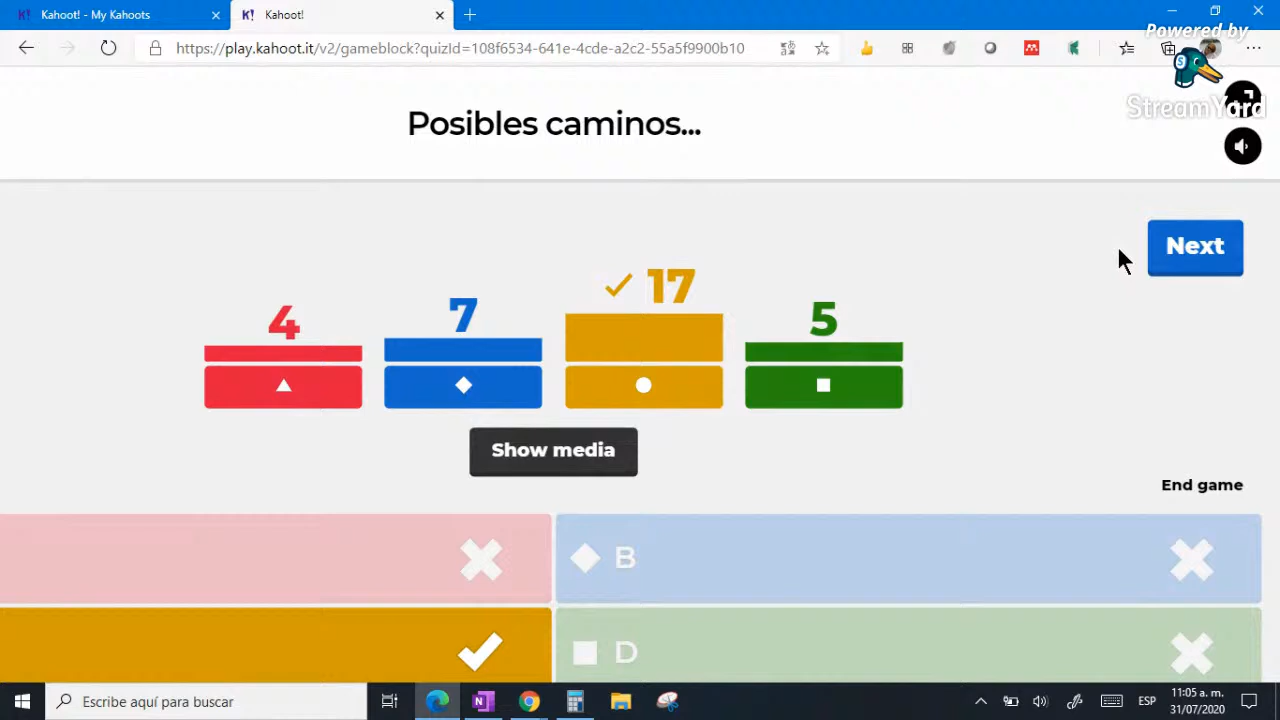 K! Kahoot! - My Kahoots
K! Kahoot!
https://play.kahoot.it/v2/gameblock?quizId=108f6534-641e-4cde-a2c2-55a5f9900b10
Powered by
StreamYard
Posibles caminos...
Next
4
7
17
5
Show media
End game
B
D
Escribe aquí para buscar
ESP
11:05 a. m.
31/07/2020